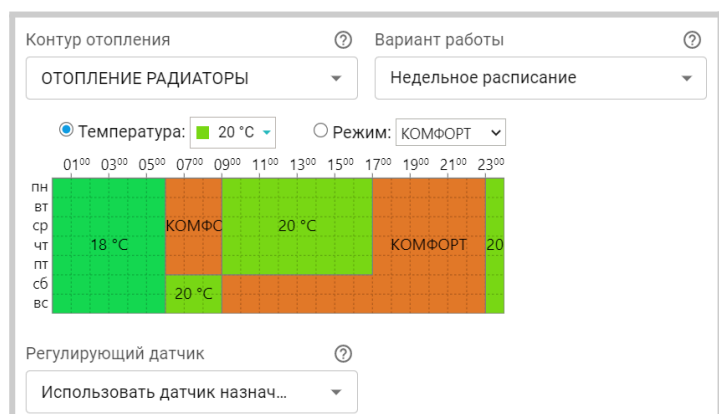 Контур отопления Вариант работы
ОТОПЛЕНИЕ РАДИАТОРЫ Недельное расписание
Температура: 20 °C Режим: КОМФОРТ
01⁰⁰ 03⁰⁰ 05⁰⁰ 07⁰⁰ 09⁰⁰ 11⁰⁰ 13⁰⁰ 15⁰⁰ 17⁰⁰ 19⁰⁰ 21⁰⁰ 23⁰⁰
пн
вт
ср КОМФС 20 °C
чт 18 °C КОМФОРТ 20
пт
сб
20 °C
вс
Регулирующий датчик
Использовать датчик назнач...